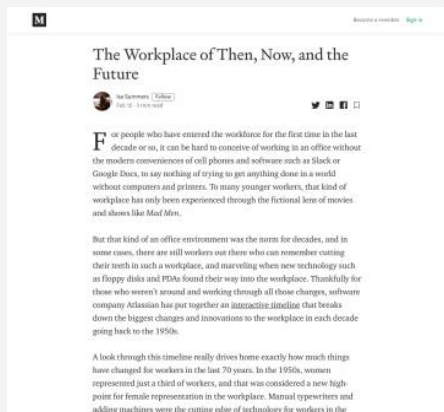 M
Become a member Sign in
The Workplace of Then, Now, and the
Future
Isa Summers Follow
Feb 12 · 3 min read
For people who have entered the workforce for the first time in the last
decade or so, it can be hard to conceive of working in an office without
the modern conveniences of cell phones and software such as Slack or
Google Docs, to say nothing of trying to get anything done in a world
without computers and printers. To many younger workers, that kind of
workplace has only been experienced through the fictional lens of movies
and shows like Mad Men.
But that kind of an office environment was the norm for decades, and in
some cases, there are still workers out there who can remember cutting
their teeth in such a workplace, and marveling when new technology such
as floppy disks and PDAs found their way into the workplace. Thankfully for
those who weren't around and working through all those changes, software
company Atlassian has put together an interactive timeline that breaks
down the biggest changes and innovations to the workplace in each decade
going back to the 1950s.
A look through this timeline really drives home exactly how much things
have changed for workers in the last 70 years. In the 1950s, women
represented just a third of workers, and that was considered a new high-
point for female representation in the workplace. Manual typewriters and
adding machines were the cutting edge of technology for workers in the